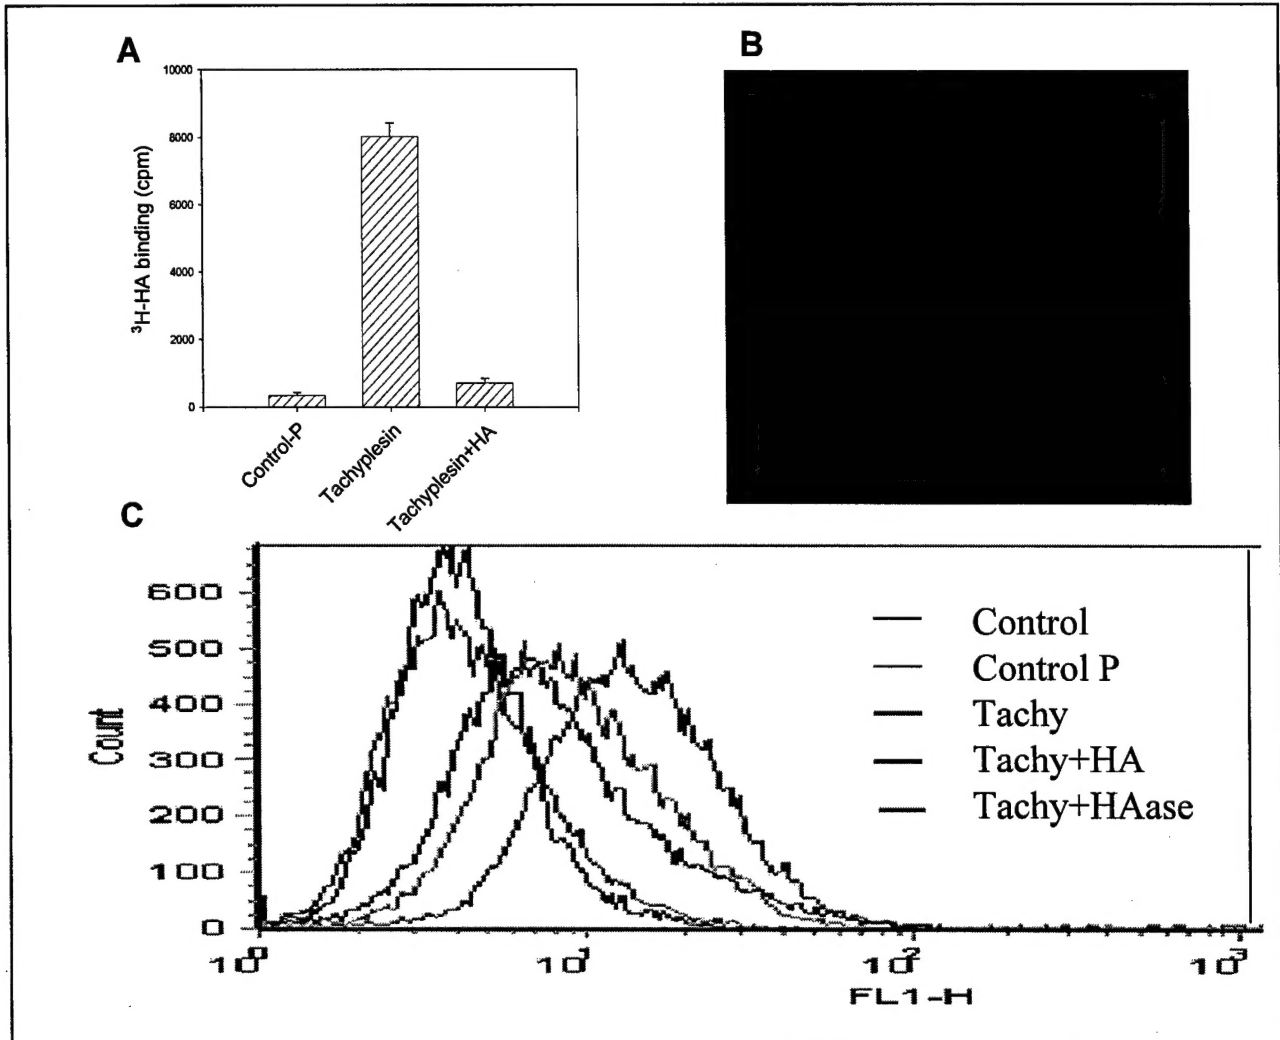 A
B
10000
8000
6000
4000
2000
0
³H-HA binding (cpm)
Control-P
Tachyplesin
Tachyplesin+HA
C
600
500
400
300
200
100
0
Count
10⁰
10¹
10²
10³
FL1-H
Control
Control P
Tachy
Tachy+HA
Tachy+HAase